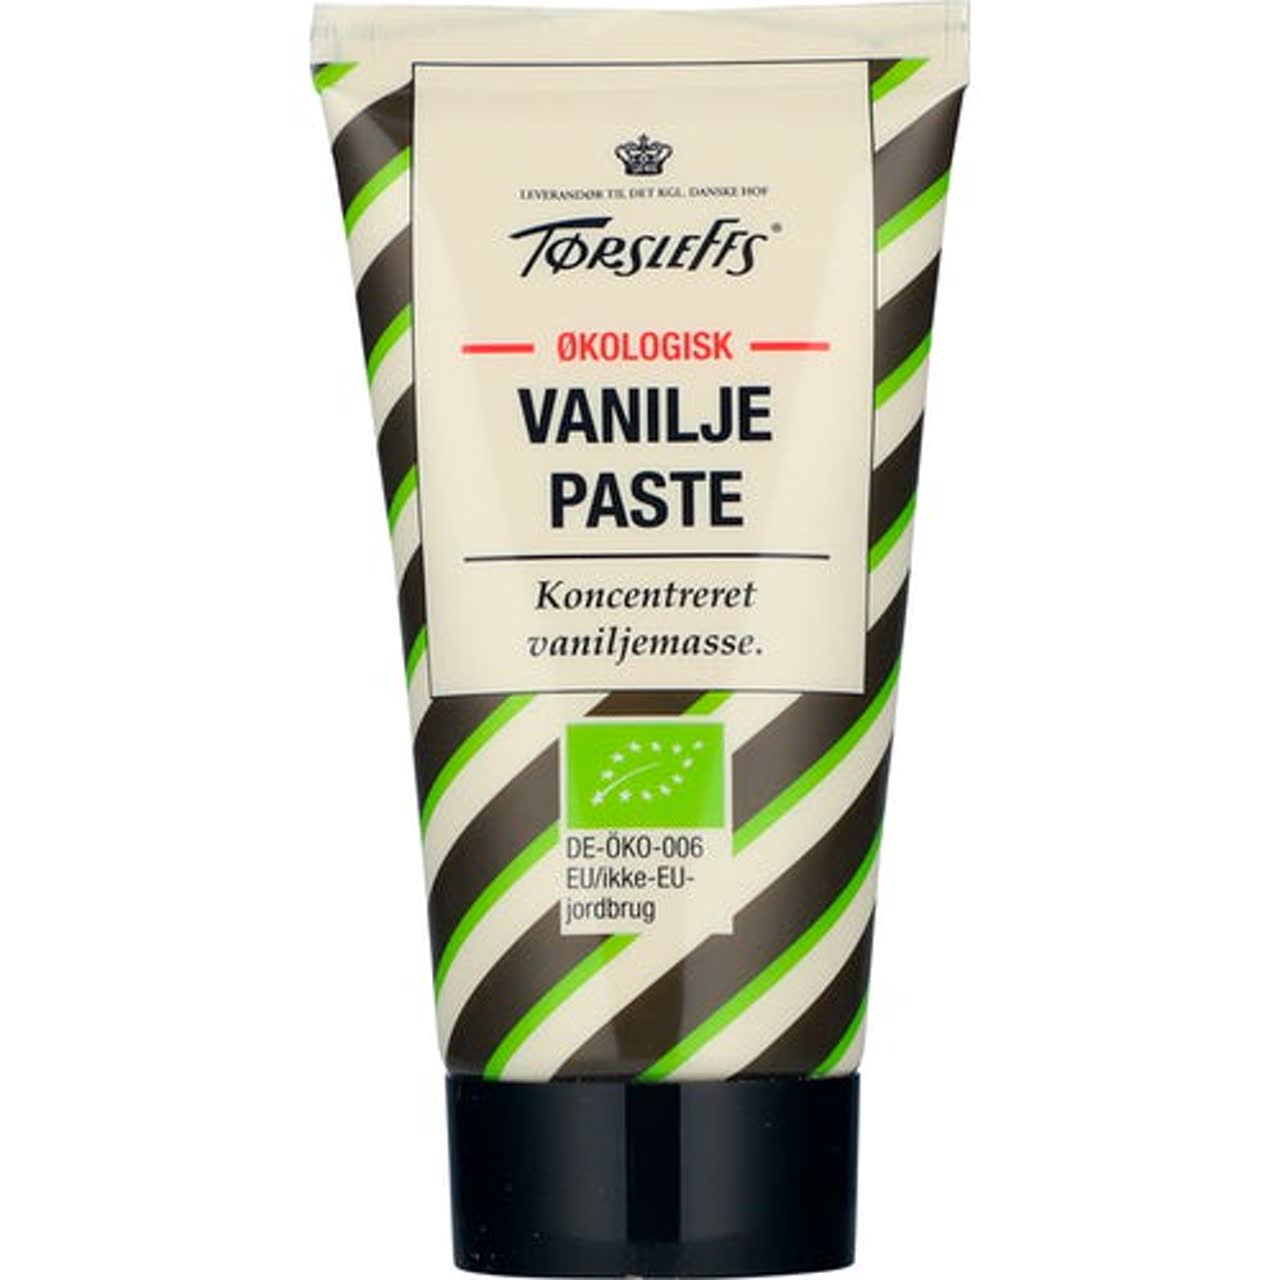 LEVERANDØR TIL DET KGL. DANSKE HOF
TØRSLEFFS®
ØKOLOGISK
VANILJE
PASTE
Koncentreret
vaniljemasse.
DE-ÖKO-006
EU/ikke-EU-
jordbrug